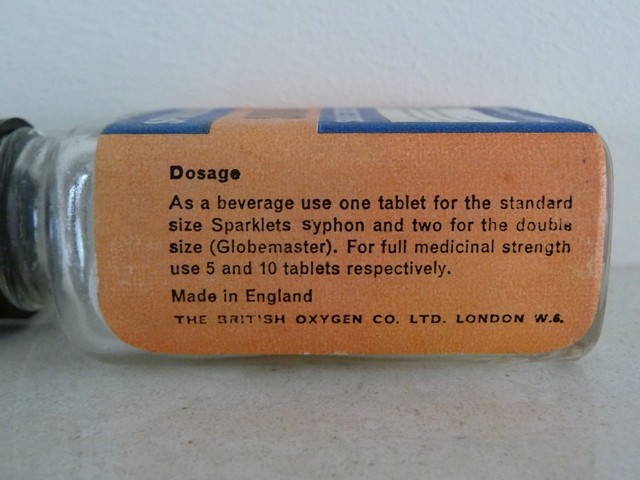 Dosage
As a beverage use one tablet for the standard
size Sparklets syphon and two for the double
size (Globemaster). For full medicinal strength
use 5 and 10 tablets respectively.
Made in England
THE BRITISH OXYGEN CO. LTD. LONDON W.6.